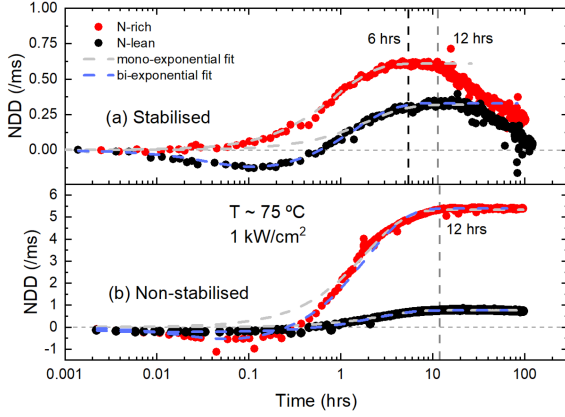 1.00
0.75
0.50
0.25
0.00
NDD (/ms)
N-rich
N-lean
mono-exponential fit
bi-exponential fit
6 hrs
12 hrs
(a) Stabilised
6
5
4
3
2
1
0
-1
NDD (/ms)
T ~ 75 ºC
1 kW/cm²
12 hrs
(b) Non-stabilised
0.001
0.01
0.1
1
10
100
Time (hrs)